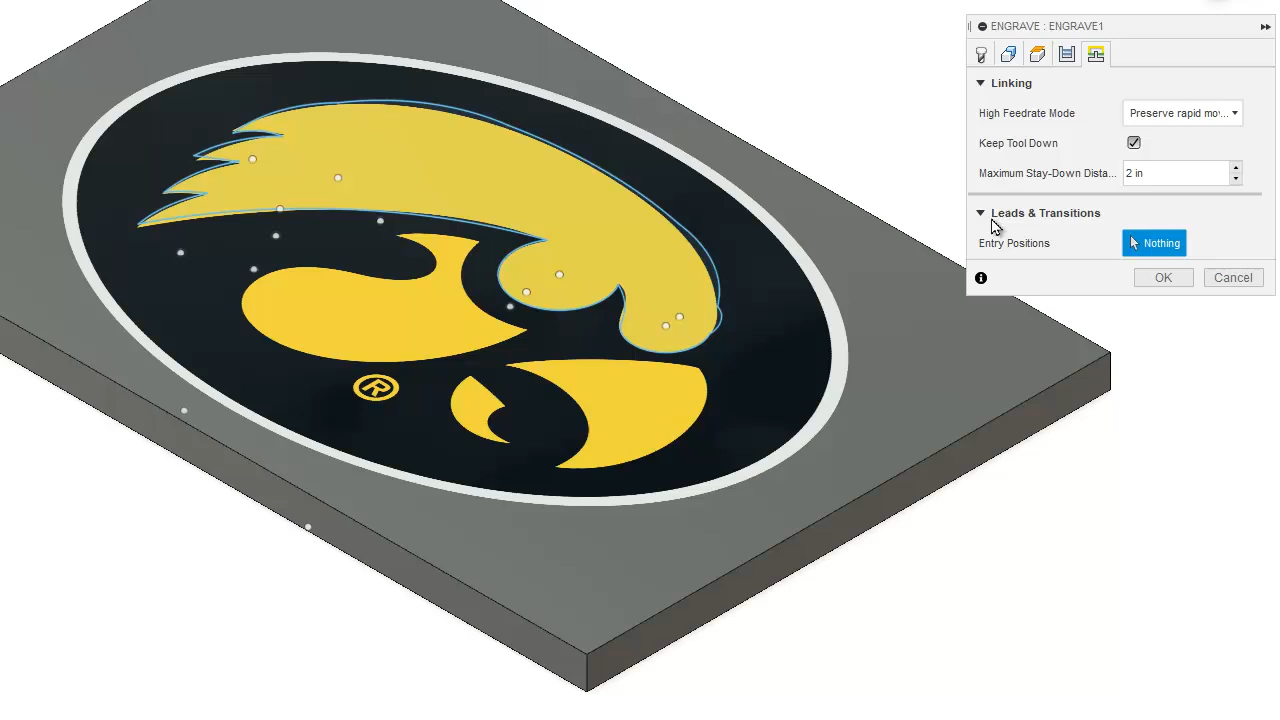 ENGRAVE : ENGRAVE1
Linking
High Feedrate Mode
Preserve rapid mov...
Keep Tool Down
Maximum Stay-Down Dista...
2 in
Leads & Transitions
Entry Positions
Nothing
OK
Cancel
®